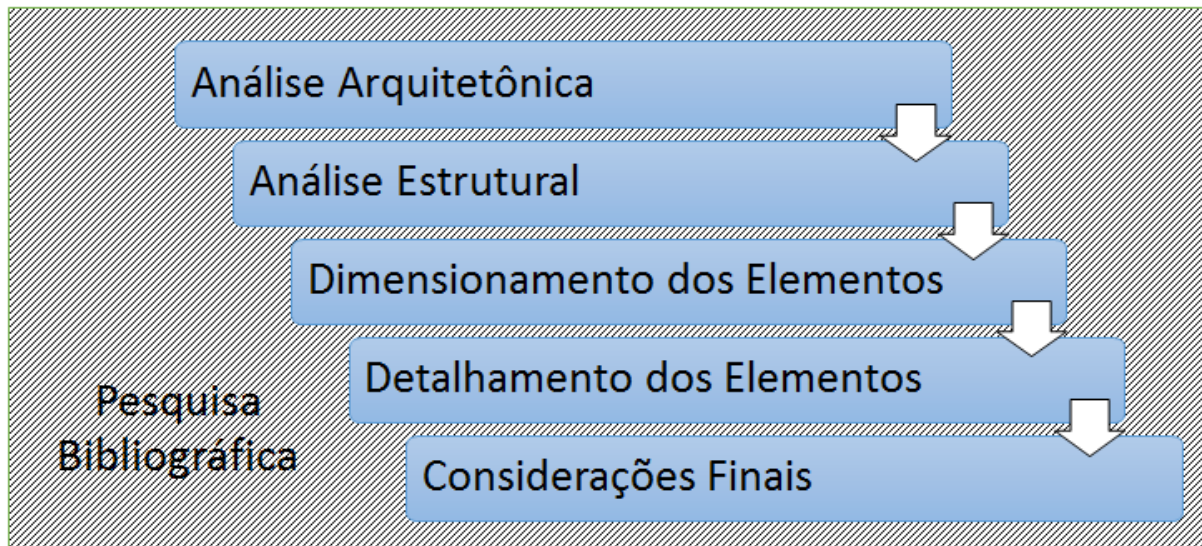 Análise Arquitetônica
Análise Estrutural
Dimensionamento dos Elementos
Detalhamento dos Elementos
Pesquisa
Bibliográfica
Considerações Finais